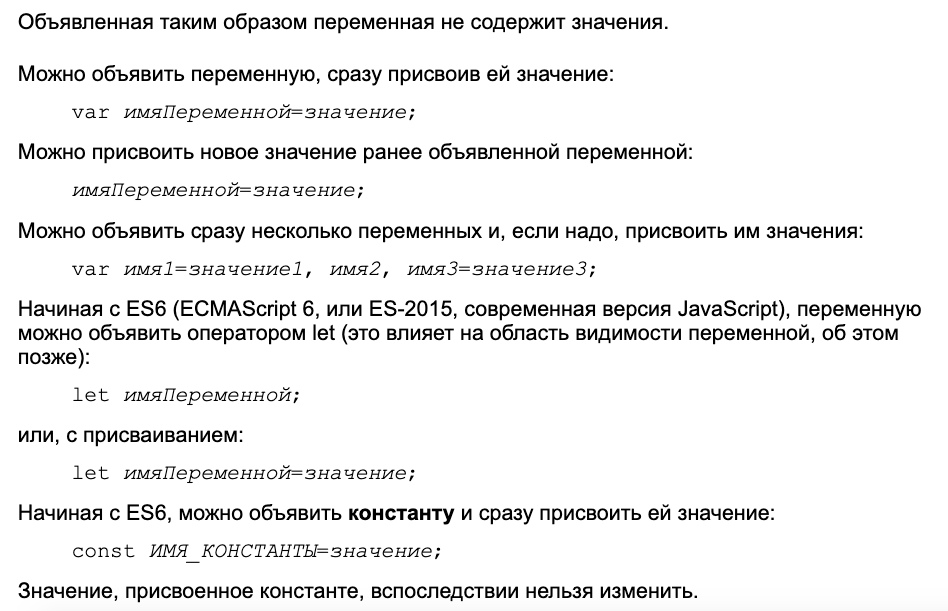 Объявленная таким образом переменная не содержит значения.
Можно объявить переменную, сразу присвоив ей значение:
var имяПеременной=значение;
Можно присвоить новое значение ранее объявленной переменной:
имяПеременной=значение;
Можно объявить сразу несколько переменных и, если надо, присвоить им значения:
var имя1=значение1, имя2, имя3=значение3;
Начиная с ES6 (ECMAScript 6, или ES-2015, современная версия JavaScript), переменную
можно объявить оператором let (это влияет на область видимости переменной, об этом
позже):
let имяПеременной;
или, с присваиванием:
let имяПеременной=значение;
Начиная с ES6, можно объявить константу и сразу присвоить ей значение:
const ИМЯ_КОНСТАНТЫ=значение;
Значение, присвоенное константе, вспоследствии нельзя изменить.